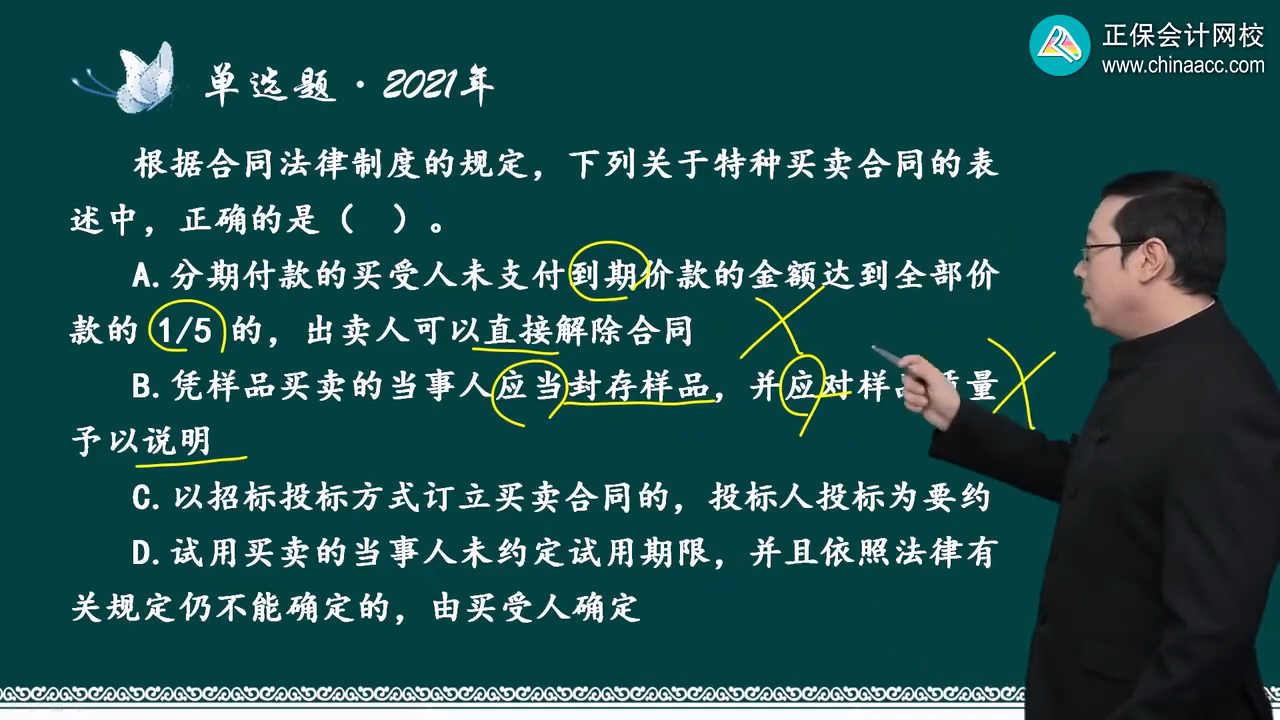 正保会计网校
www.chinaacc.com
单选题·2021年
根据合同法律制度的规定，下列关于特种买卖合同的表
述中，正确的是（ ）。
A.分期付款的买受人未支付到期价款的金额达到全部价
款的1/5的，出卖人可以直接解除合同
B.凭样品买卖的当事人应当封存样品，并应对样品质量
予以说明
C.以招标投标方式订立买卖合同的，投标人投标为要约
D.试用买卖的当事人未约定试用期限，并且依照法律有
关规定仍不能确定的，由买受人确定